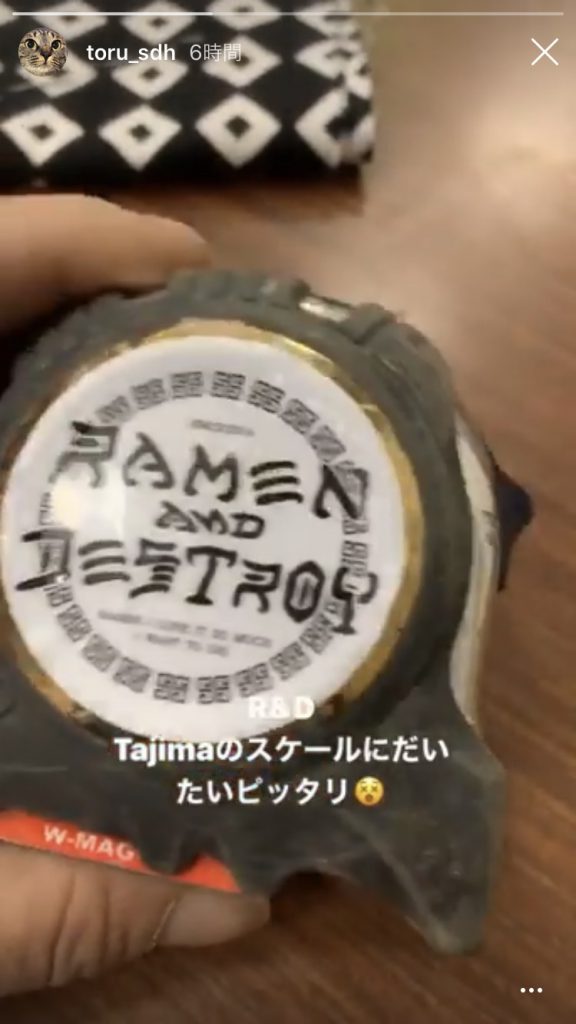 toru_sdh 6時間
RAMEN
AND
DESTROY
R&D
Tajimaのスケールにだい
たいピッタリ😵
W-MAG